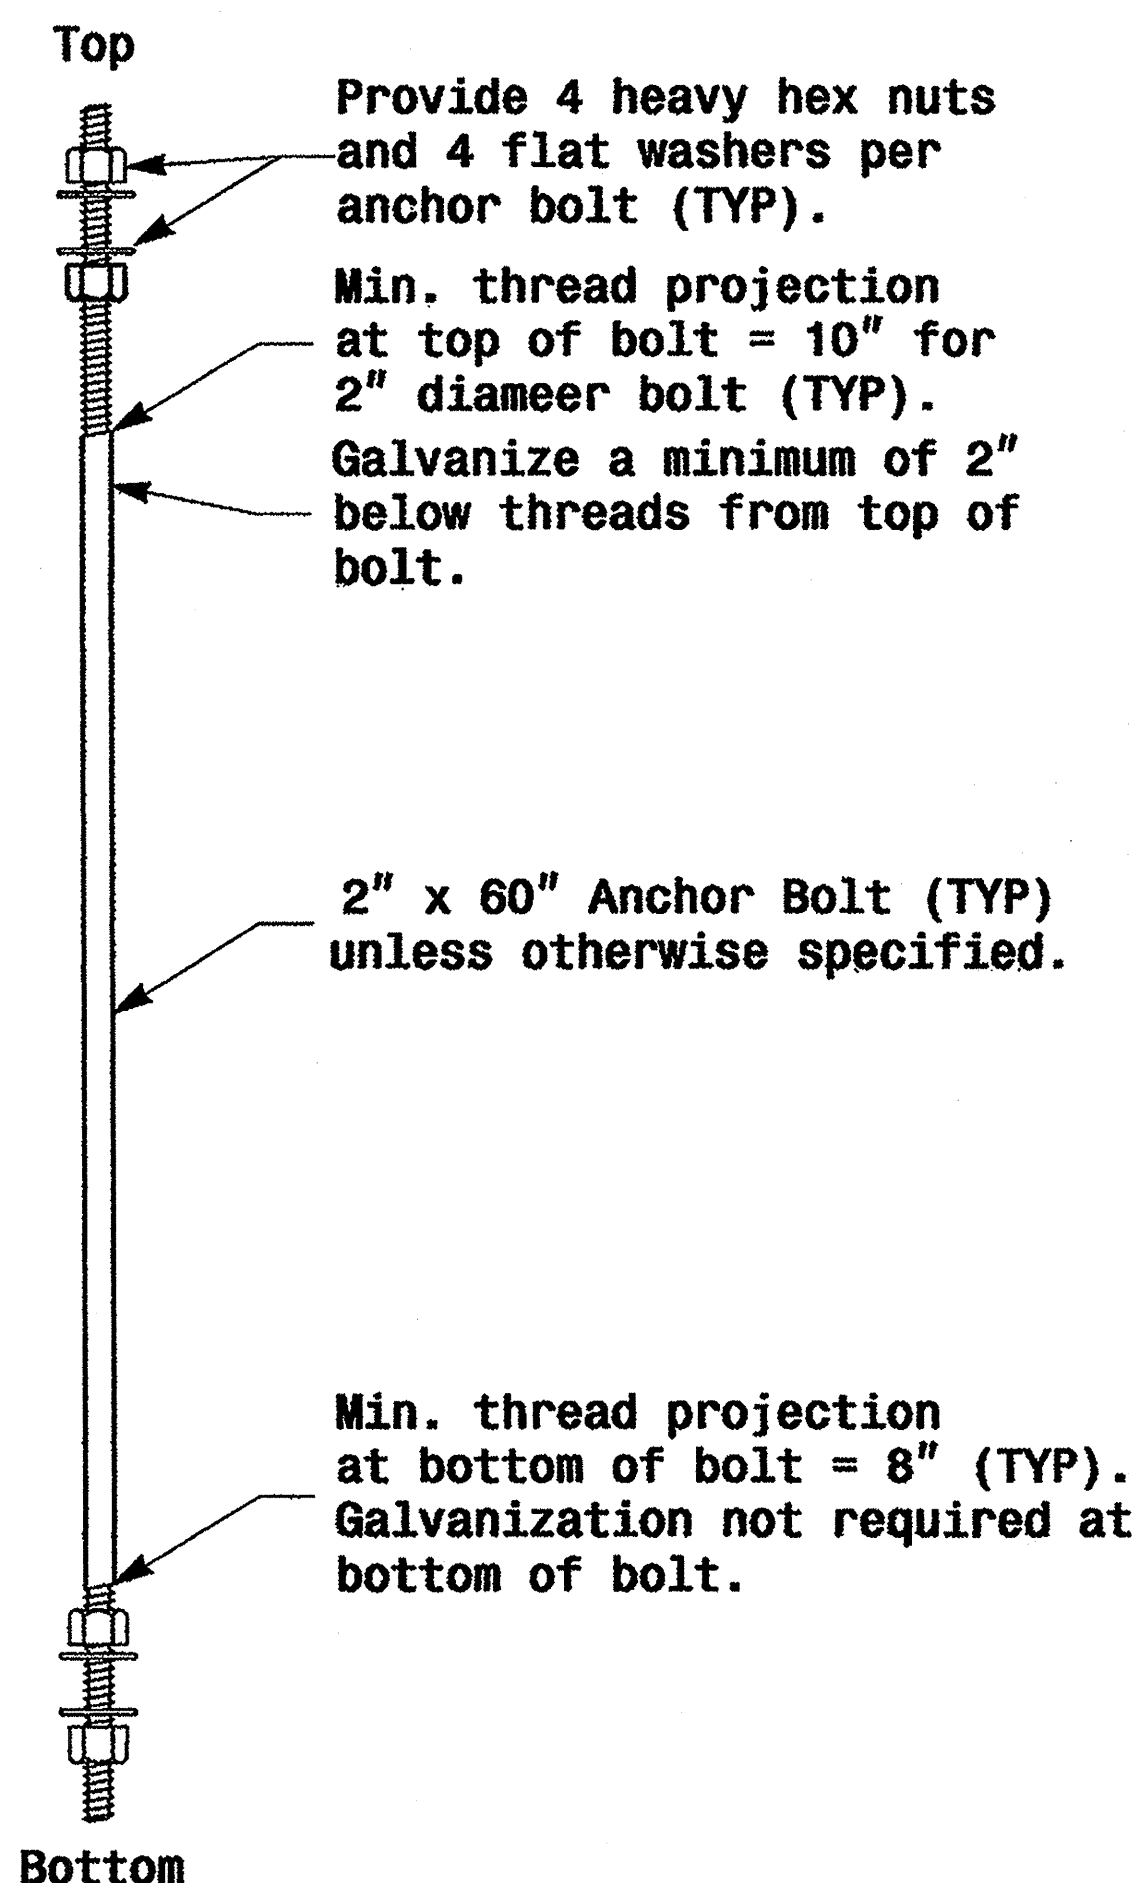 Top
Provide 4 heavy hex nuts
and 4 flat washers per
anchor bolt (TYP).
Min. thread projection
at top of bolt = 10" for
2" diameer bolt (TYP).
Galvanize a minimum of 2"
below threads from top of
bolt.
2" x 60" Anchor Bolt (TYP)
unless otherwise specified.
Min. thread projection
at bottom of bolt = 8" (TYP).
Galvanization not required at
bottom of bolt.
Bottom